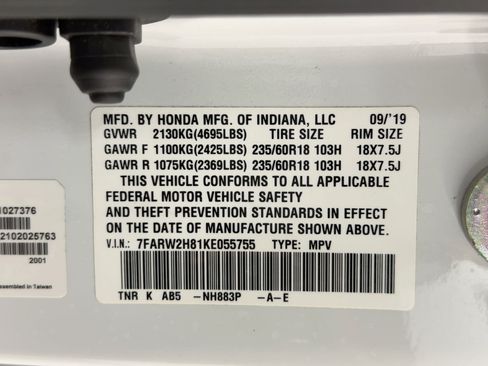 MFD. BY HONDA MFG. OF INDIANA, LLC 09/'19
GVWR 2130KG(4695LBS) TIRE SIZE RIM SIZE
GAWR F 1100KG(2425LBS) 235/60R18 103H 18X7.5J
GAWR R 1075KG(2369LBS) 235/60R18 103H 18X7.5J
THIS VEHICLE CONFORMS TO ALL APPLICABLE
FEDERAL MOTOR VEHICLE SAFETY
AND THEFT PREVENTION STANDARDS IN EFFECT
ON THE DATE OF MANUFACTURE SHOWN ABOVE.
V.I.N.: 7FARW2H81KE055755 TYPE: MPV
TNR K AB5 -NH883P -A-E
1027376
2102025763
2001
assembled in Taiwan